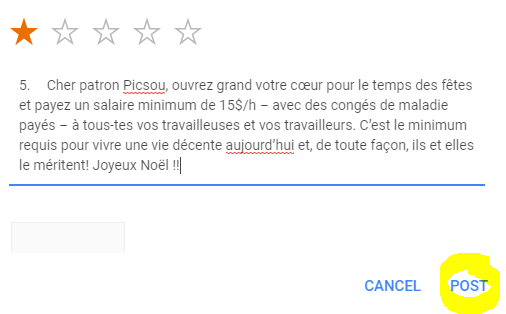 5. Cher patron Picsou, ouvrez grand votre cœur pour le temps des fêtes
et payez un salaire minimum de 15$/h – avec des congés de maladie
payés – à tous-tes vos travailleuses et vos travailleurs. C’est le minimum
requis pour vivre une vie décente aujourd’hui et, de toute façon, ils et elles
le méritent! Joyeux Noël !!
CANCEL POST